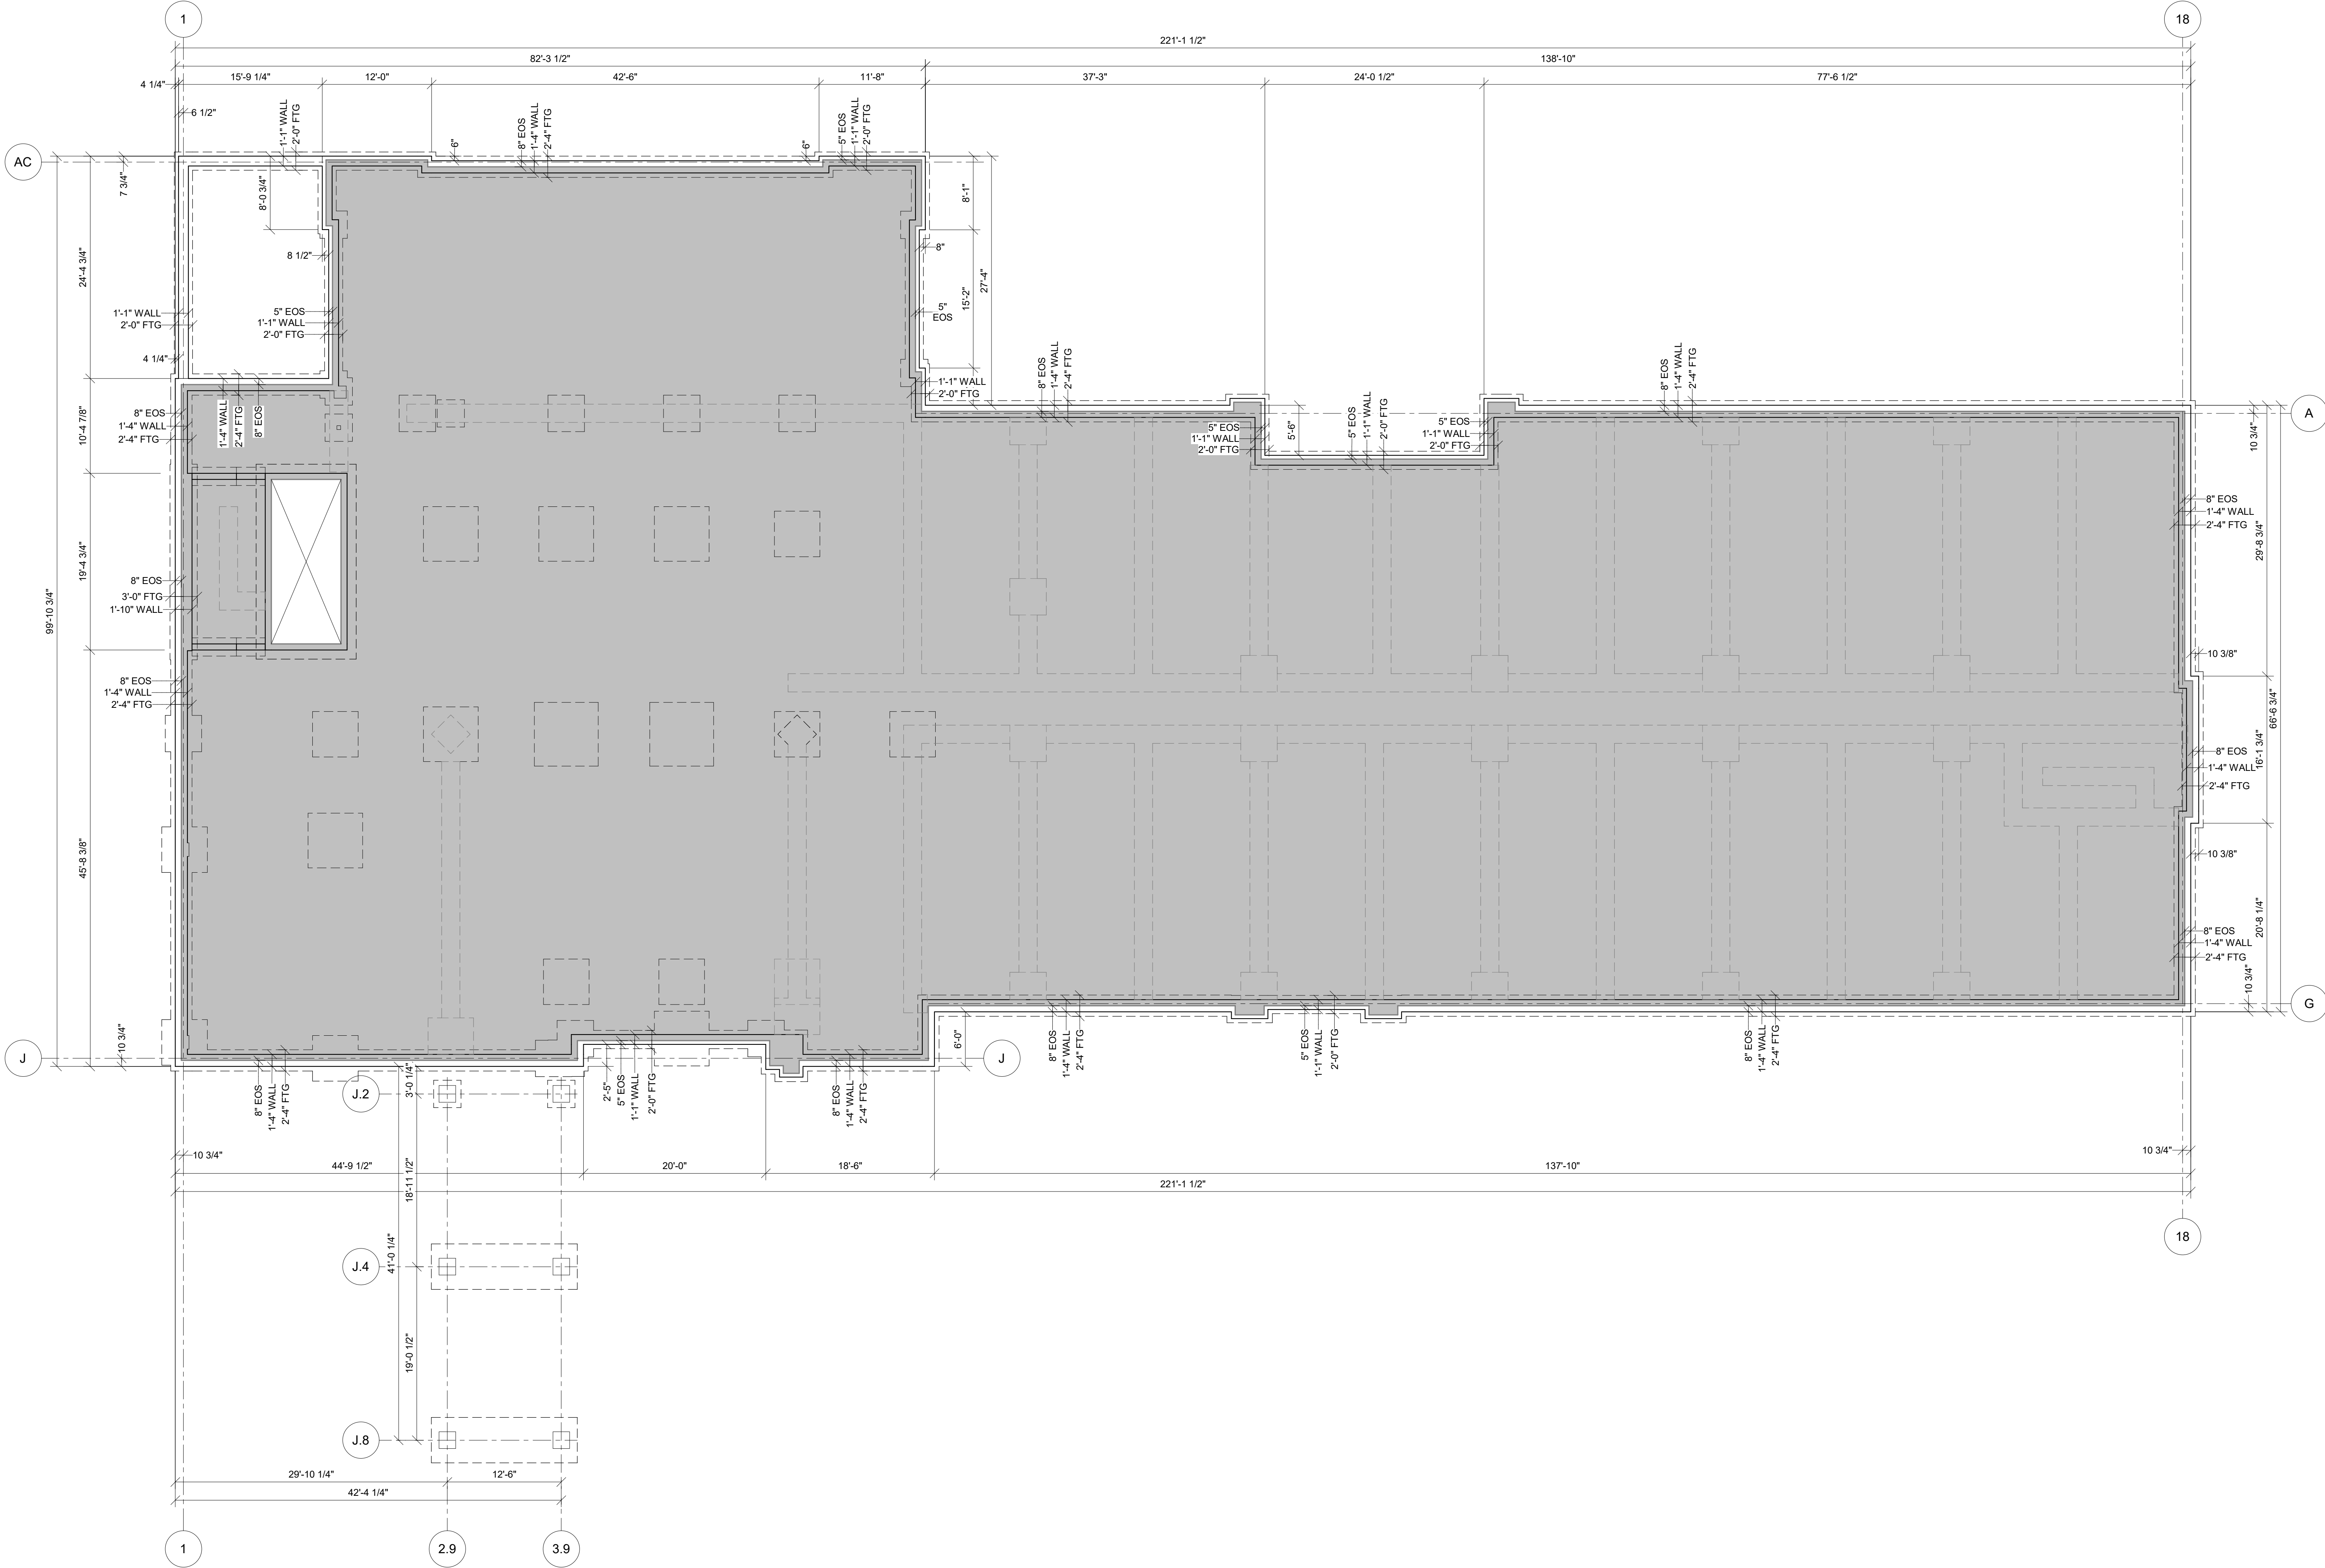 1
18
221'-1 1/2"
82'-3 1/2"
138'-10"
4 1/4"
15'-9 1/4"
12'-0"
42'-6"
11'-8"
37'-3"
24'-0 1/2"
77'-6 1/2"
6 1/2"
1'-1" WALL
2'-0" FTG
6"
8" EOS
1'-4" WALL
2'-4" FTG
6"
5" EOS
1'-1" WALL
2'-0" FTG
AC
7 3/4"
8'-0 3/4"
8'-1"
24'-4 3/4"
8 1/2"
8"
27'-4"
15'-2"
1'-1" WALL
2'-0" FTG
5" EOS
1'-1" WALL
2'-0" FTG
5"
EOS
4 1/4"
1'-1" WALL
2'-0" FTG
8" EOS
1'-4" WALL
2'-4" FTG
8" EOS
1'-4" WALL
2'-4" FTG
10'-4 7/8"
8" EOS
1'-4" WALL
2'-4" FTG
1'-4" WALL
2'-4" FTG
8" EOS
5" EOS
1'-1" WALL
2'-0" FTG
5'-6"
5" EOS
1'-1" WALL
2'-0" FTG
5" EOS
1'-1" WALL
2'-0" FTG
A
10 3/4"
99'-10 3/4"
19'-4 3/4"
8" EOS
3'-0" FTG
1'-10" WALL
8" EOS
1'-4" WALL
2'-4" FTG
29'-8 3/4"
8" EOS
1'-4" WALL
2'-4" FTG
10 3/8"
66'-6 3/4"
16'-1 3/4"
8" EOS
1'-4" WALL
2'-4" FTG
45'-8 3/8"
10 3/8"
20'-8 1/4"
8" EOS
1'-4" WALL
2'-4" FTG
10 3/4"
G
10 3/4"
J
6'-0"
J
8" EOS
1'-4" WALL
2'-4" FTG
5" EOS
1'-1" WALL
2'-0" FTG
8" EOS
1'-4" WALL
2'-4" FTG
8" EOS
1'-4" WALL
2'-4" FTG
J.2
3'-0 1/4"
2'-5"
5" EOS
1'-1" WALL
2'-0" FTG
8" EOS
1'-4" WALL
2'-4" FTG
10 3/4"
10 3/4"
44'-9 1/2"
20'-0"
18'-6"
137'-10"
18'-11 1/2"
221'-1 1/2"
41'-0 1/4"
18
J.4
19'-0 1/2"
J.8
29'-10 1/4"
12'-6"
42'-4 1/4"
1
2.9
3.9